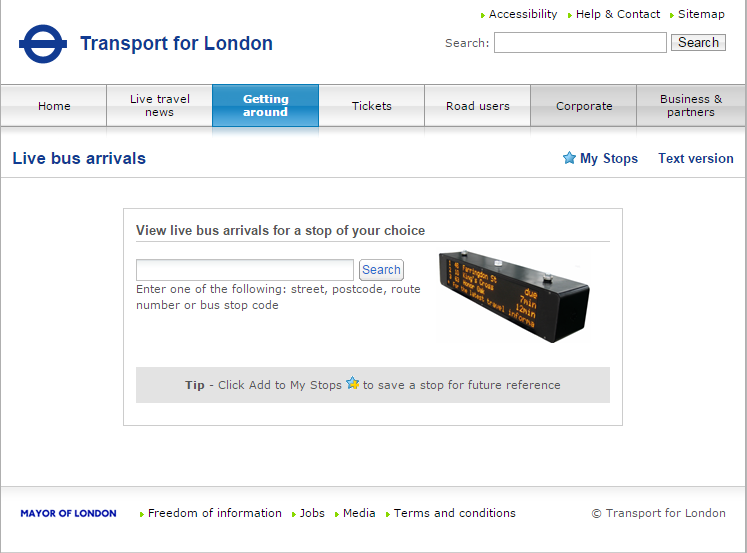 Accessibility Help & Contact Sitemap
Transport for London
Search: Search
Home Live travel news Getting around Tickets Road users Corporate Business & partners
Live bus arrivals
My Stops Text version
View live bus arrivals for a stop of your choice
Search
Enter one of the following: street, postcode, route
number or bus stop code
1 Farringdon St due
2 King's Cross 7min
3 63 Honor Oak 12min
for the latest travel informa
Tip - Click Add to My Stops to save a stop for future reference
MAYOR OF LONDON Freedom of information Jobs Media Terms and conditions © Transport for London